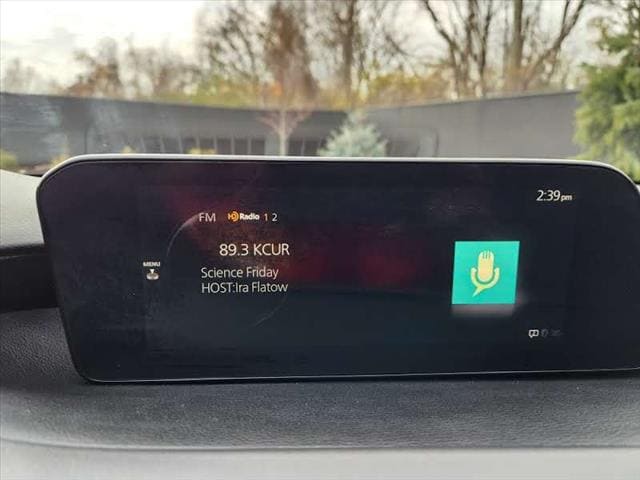 2:39pm
FM HD Radio 1 2
89.3 KCUR
MENU
Science Friday
HOST:Ira Flatow